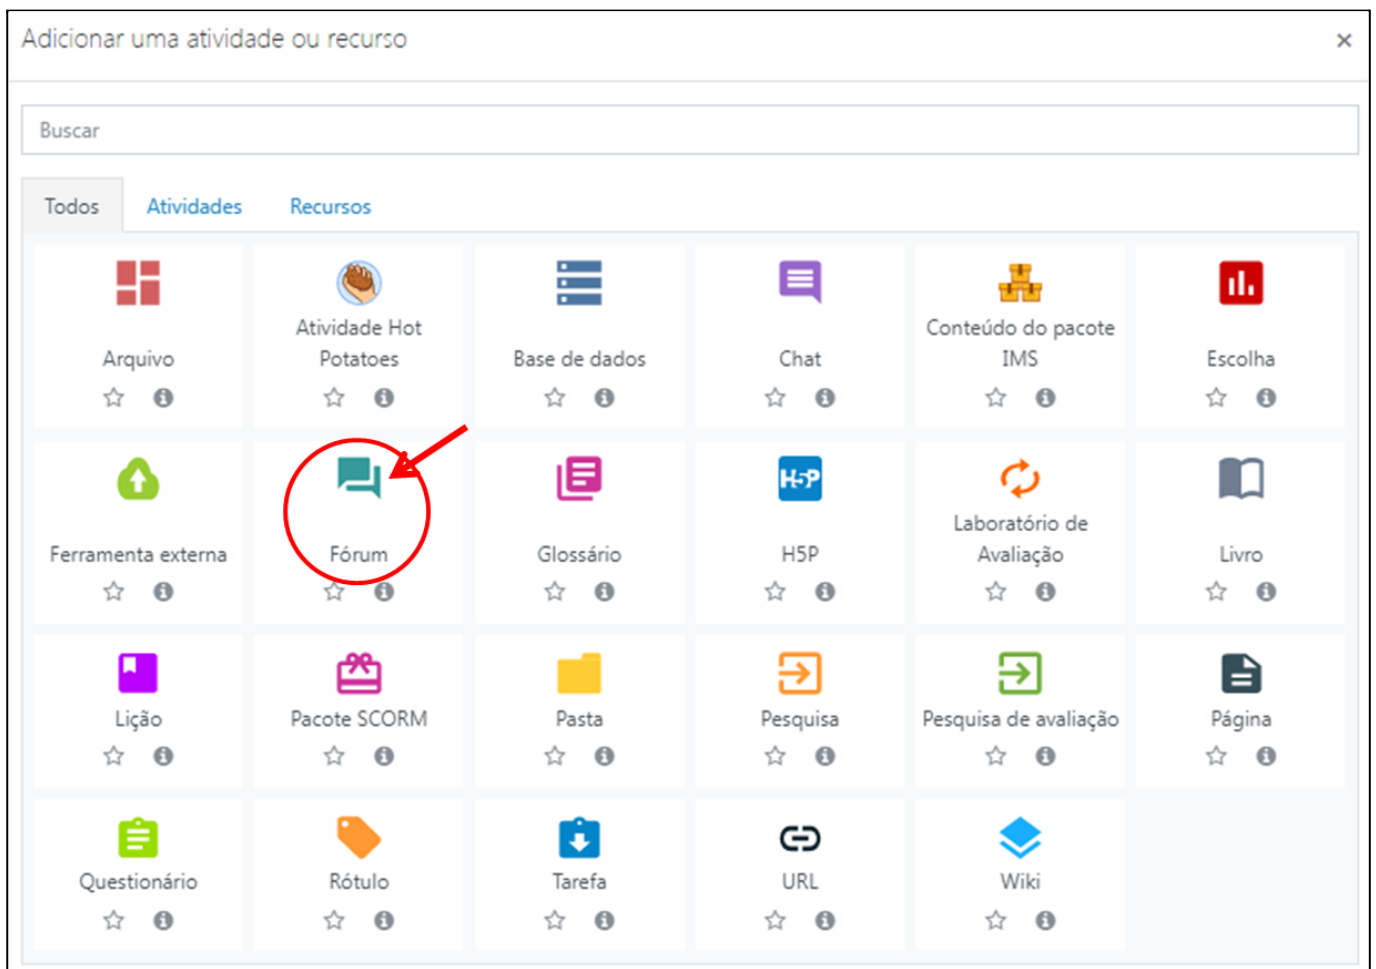 Adicionar uma atividade ou recurso
Buscar
Todos Atividades Recursos
Arquivo
Atividade Hot
Potatoes
Base de dados
Chat
Conteúdo do pacote
IMS
Escolha
Ferramenta externa
Fórum
Glossário
H5P
H5P
Laboratório de
Avaliação
Livro
Lição
Pacote SCORM
Pasta
Pesquisa
Pesquisa de avaliação
Página
Questionário
Rótulo
Tarefa
URL
Wiki